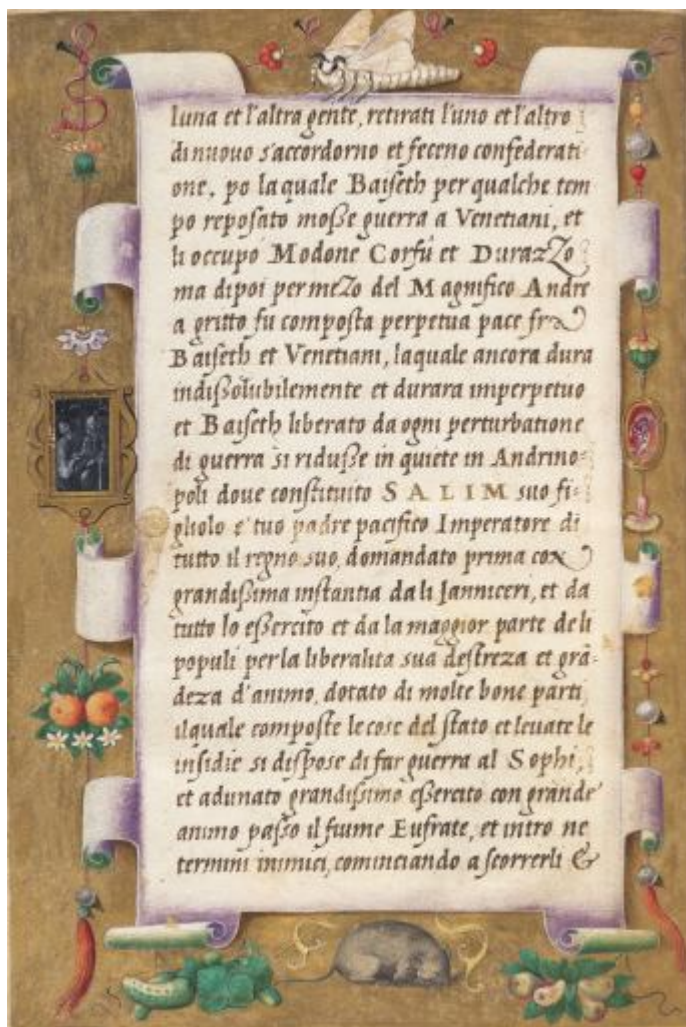 luna et l'altra gente, retirati l'uno et l'altro
di nuouo s'accordorno et feceno confederati-
one, po la quale Baiseth per qualche tem
po reposato moße guerra a Venetiani, et
li occupó Modone Corfú et Durazzo
ma dipoi per mezo del Magnifico Andre
a gritto fu composta perpetua pace fra
Baiseth et Venetiani, laquale ancora dura
indißolubilemente et durara imperpetuo
et Baiseth liberato da ogni perturbatione
di guerra si riduße in quiete in Andrino-
poli doue constituito SALIM suo fi-
gliolo e' tuo padre pacifico Imperatore di
tutto il regno suo, domandato prima con
grandißima instantia da li Janniceri, et da
tutto lo eßercito et da la maggior parte deli
populi per la liberalita sua destreza et grã-
deza d'animo, dotato di molte bone parti,
ilquale composte le cose del stato et leuate le
insidie si dispose di far guerra al Sophi,
et adunato grandißimo eßercito con grande
animo paßo il fiume Eufrate, et intro ne
termini inimici, cominciando a scorrerli &